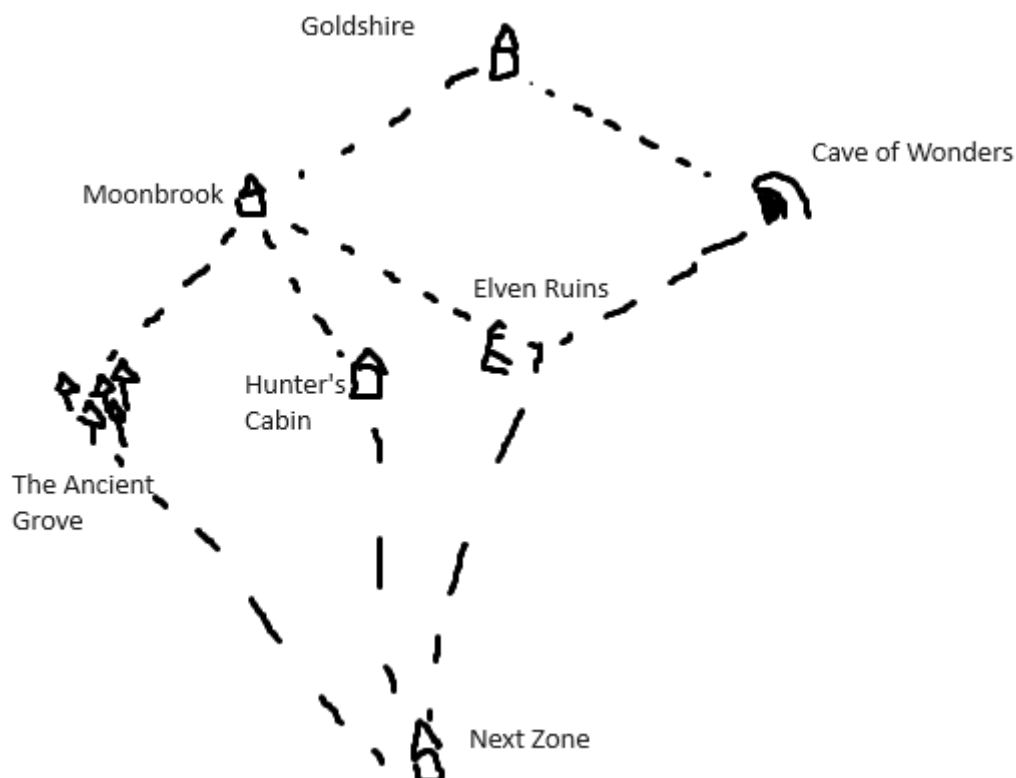 Goldshire
Cave of Wonders
Moonbrook
Elven Ruins
Hunter's
Cabin
The Ancient
Grove
Next Zone